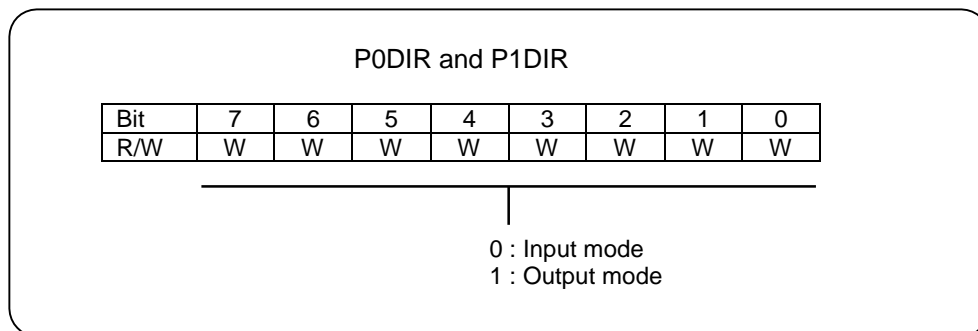 P0DIR and P1DIR
Bit 7 6 5 4 3 2 1 0
R/W W W W W W W W W
0 : Input mode
1 : Output mode